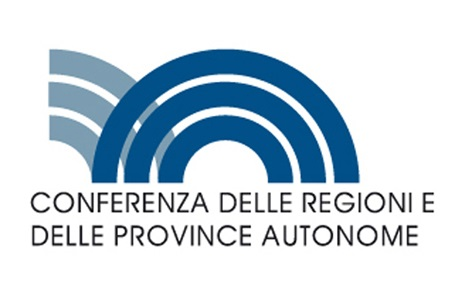 CONFERENZA DELLE REGIONI E
DELLE PROVINCE AUTONOME